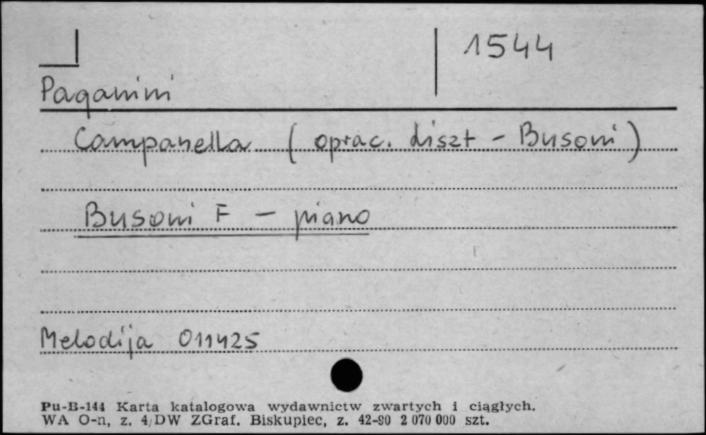 1544
Paganini
Campanella (oprac. Liszt - Busoni)
Busoni F - piano
Melodija 011425
Pu-B-144 Karta katalogowa wydawnictw zwartych i ciągłych.
WA O-n, z. 4/DW ZGraf. Biskupiec, z. 42-80 2 070 000 szt.